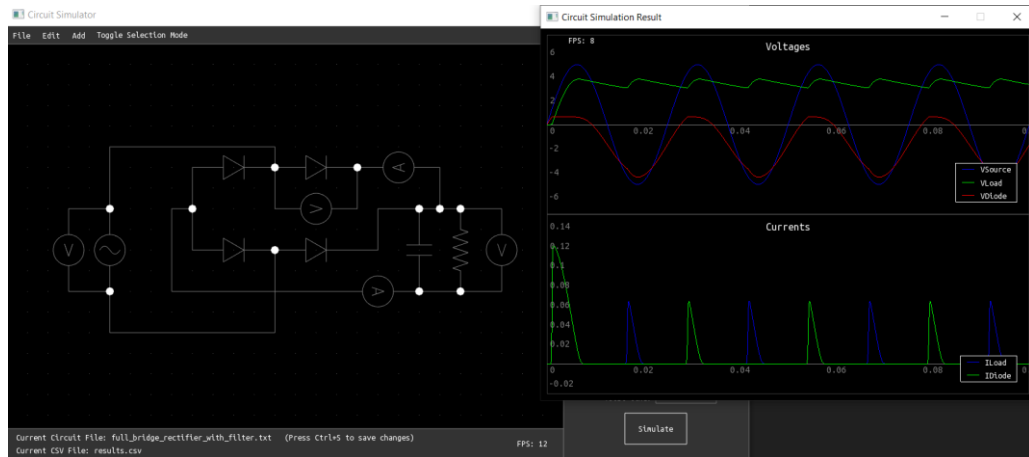 Circuit Simulator
File Edit Add Toggle Selection Mode
V
A
V
A
V
Current Circuit File: full_bridge_rectifier_with_filter.txt (Press Ctrl+S to save changes)
Current CSV File: results.csv
FPS: 12
Circuit Simulation Result
FPS: 8
Voltages
6
4
2
0 0.02 0.04 0.06 0.08
-2
-4
-6
VSource
VLoad
VDiode
Currents
0.14
0.12
0.1
0.08
0.06
0.04
0.02
0 0.02 0.04 0.06 0.08
-0.02
ILoad
IDiode
Simulate